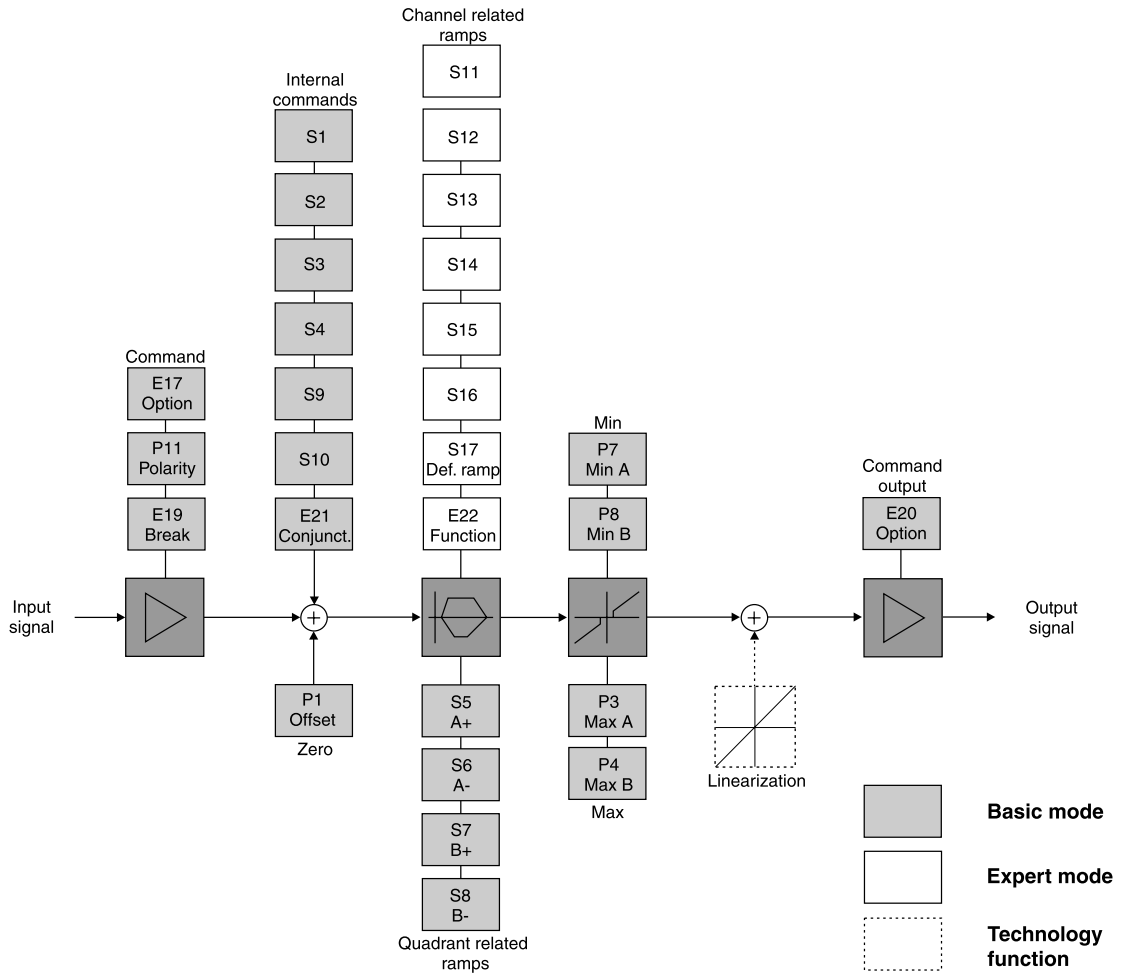 Channel related
ramps
S11
S12
S13
S14
S15
S16
S17
Def. ramp
E22
Function
Internal
commands
S1
S2
S3
S4
S9
S10
E21
Conjunct.
Command
E17
Option
P11
Polarity
E19
Break
Min
P7
Min A
P8
Min B
Command
output
E20
Option
Input
signal
+
+
Output
signal
P1
Offset
Zero
S5
A+
S6
A-
S7
B+
S8
B-
Quadrant related
ramps
P3
Max A
P4
Max B
Max
Linearization
Basic mode
Expert mode
Technology
function